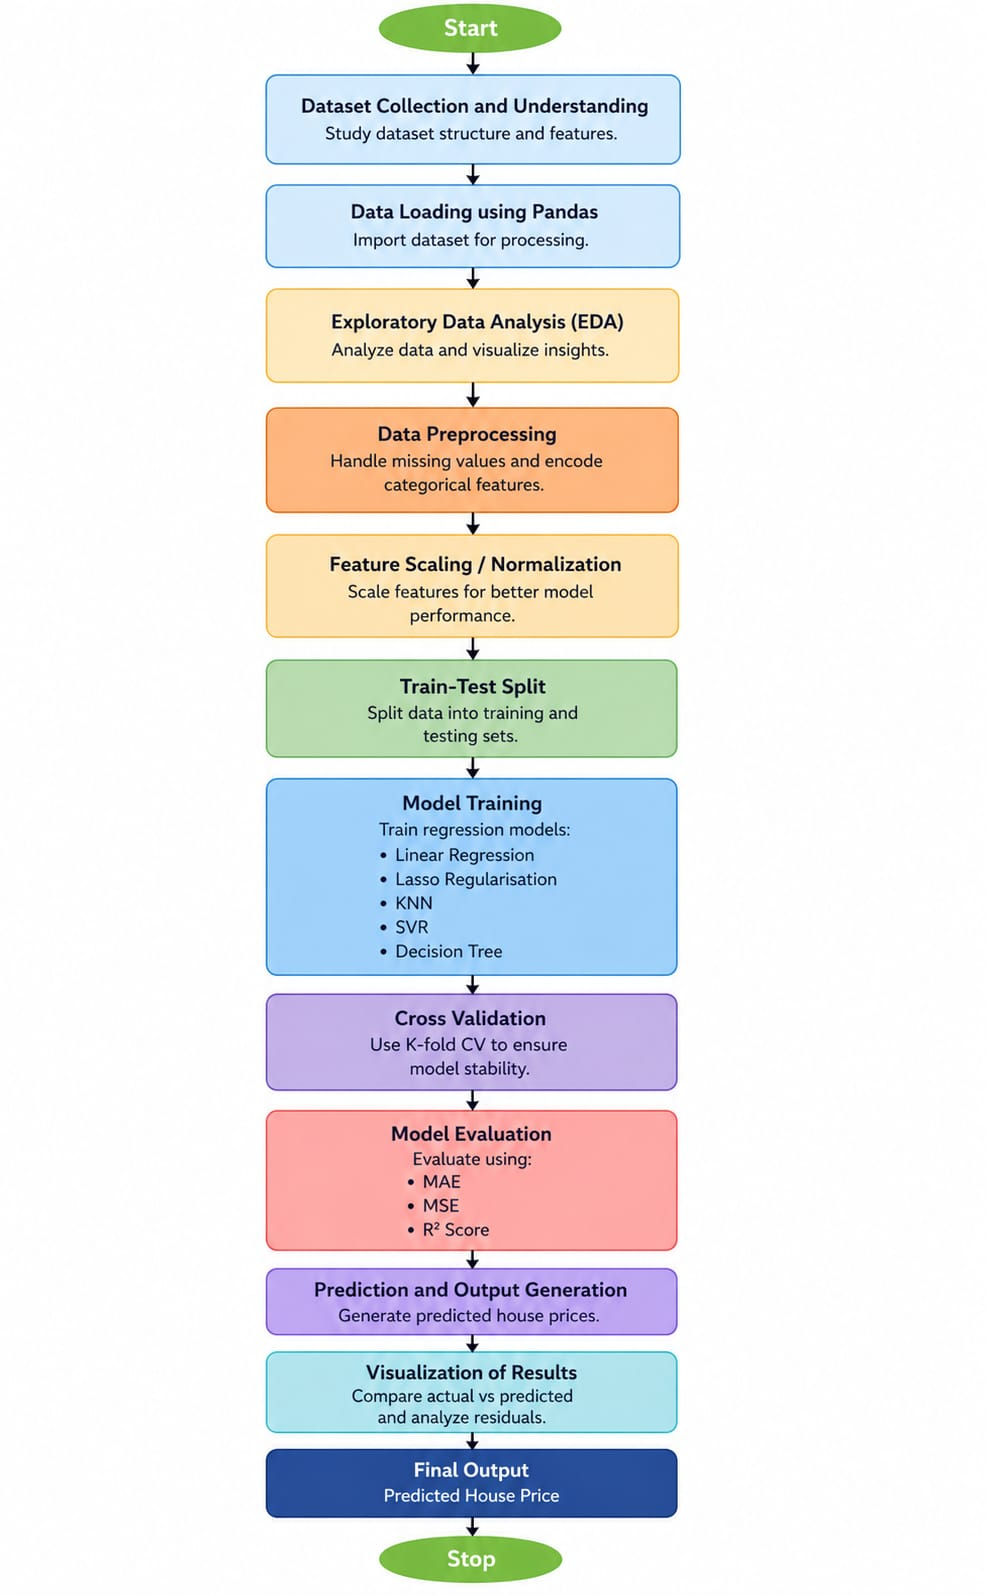 Start
Dataset Collection and Understanding
Study dataset structure and features.
Data Loading using Pandas
Import dataset for processing.
Exploratory Data Analysis (EDA)
Analyze data and visualize insights.
Data Preprocessing
Handle missing values and encode
categorical features.
Feature Scaling / Normalization
Scale features for better model
performance.
Train-Test Split
Split data into training and
testing sets.
Model Training
Train regression models:
• Linear Regression
• Lasso Regularisation
• KNN
• SVR
• Decision Tree
Cross Validation
Use K-fold CV to ensure
model stability.
Model Evaluation
Evaluate using:
• MAE
• MSE
• R² Score
Prediction and Output Generation
Generate predicted house prices.
Visualization of Results
Compare actual vs predicted
and analyze residuals.
Final Output
Predicted House Price
Stop